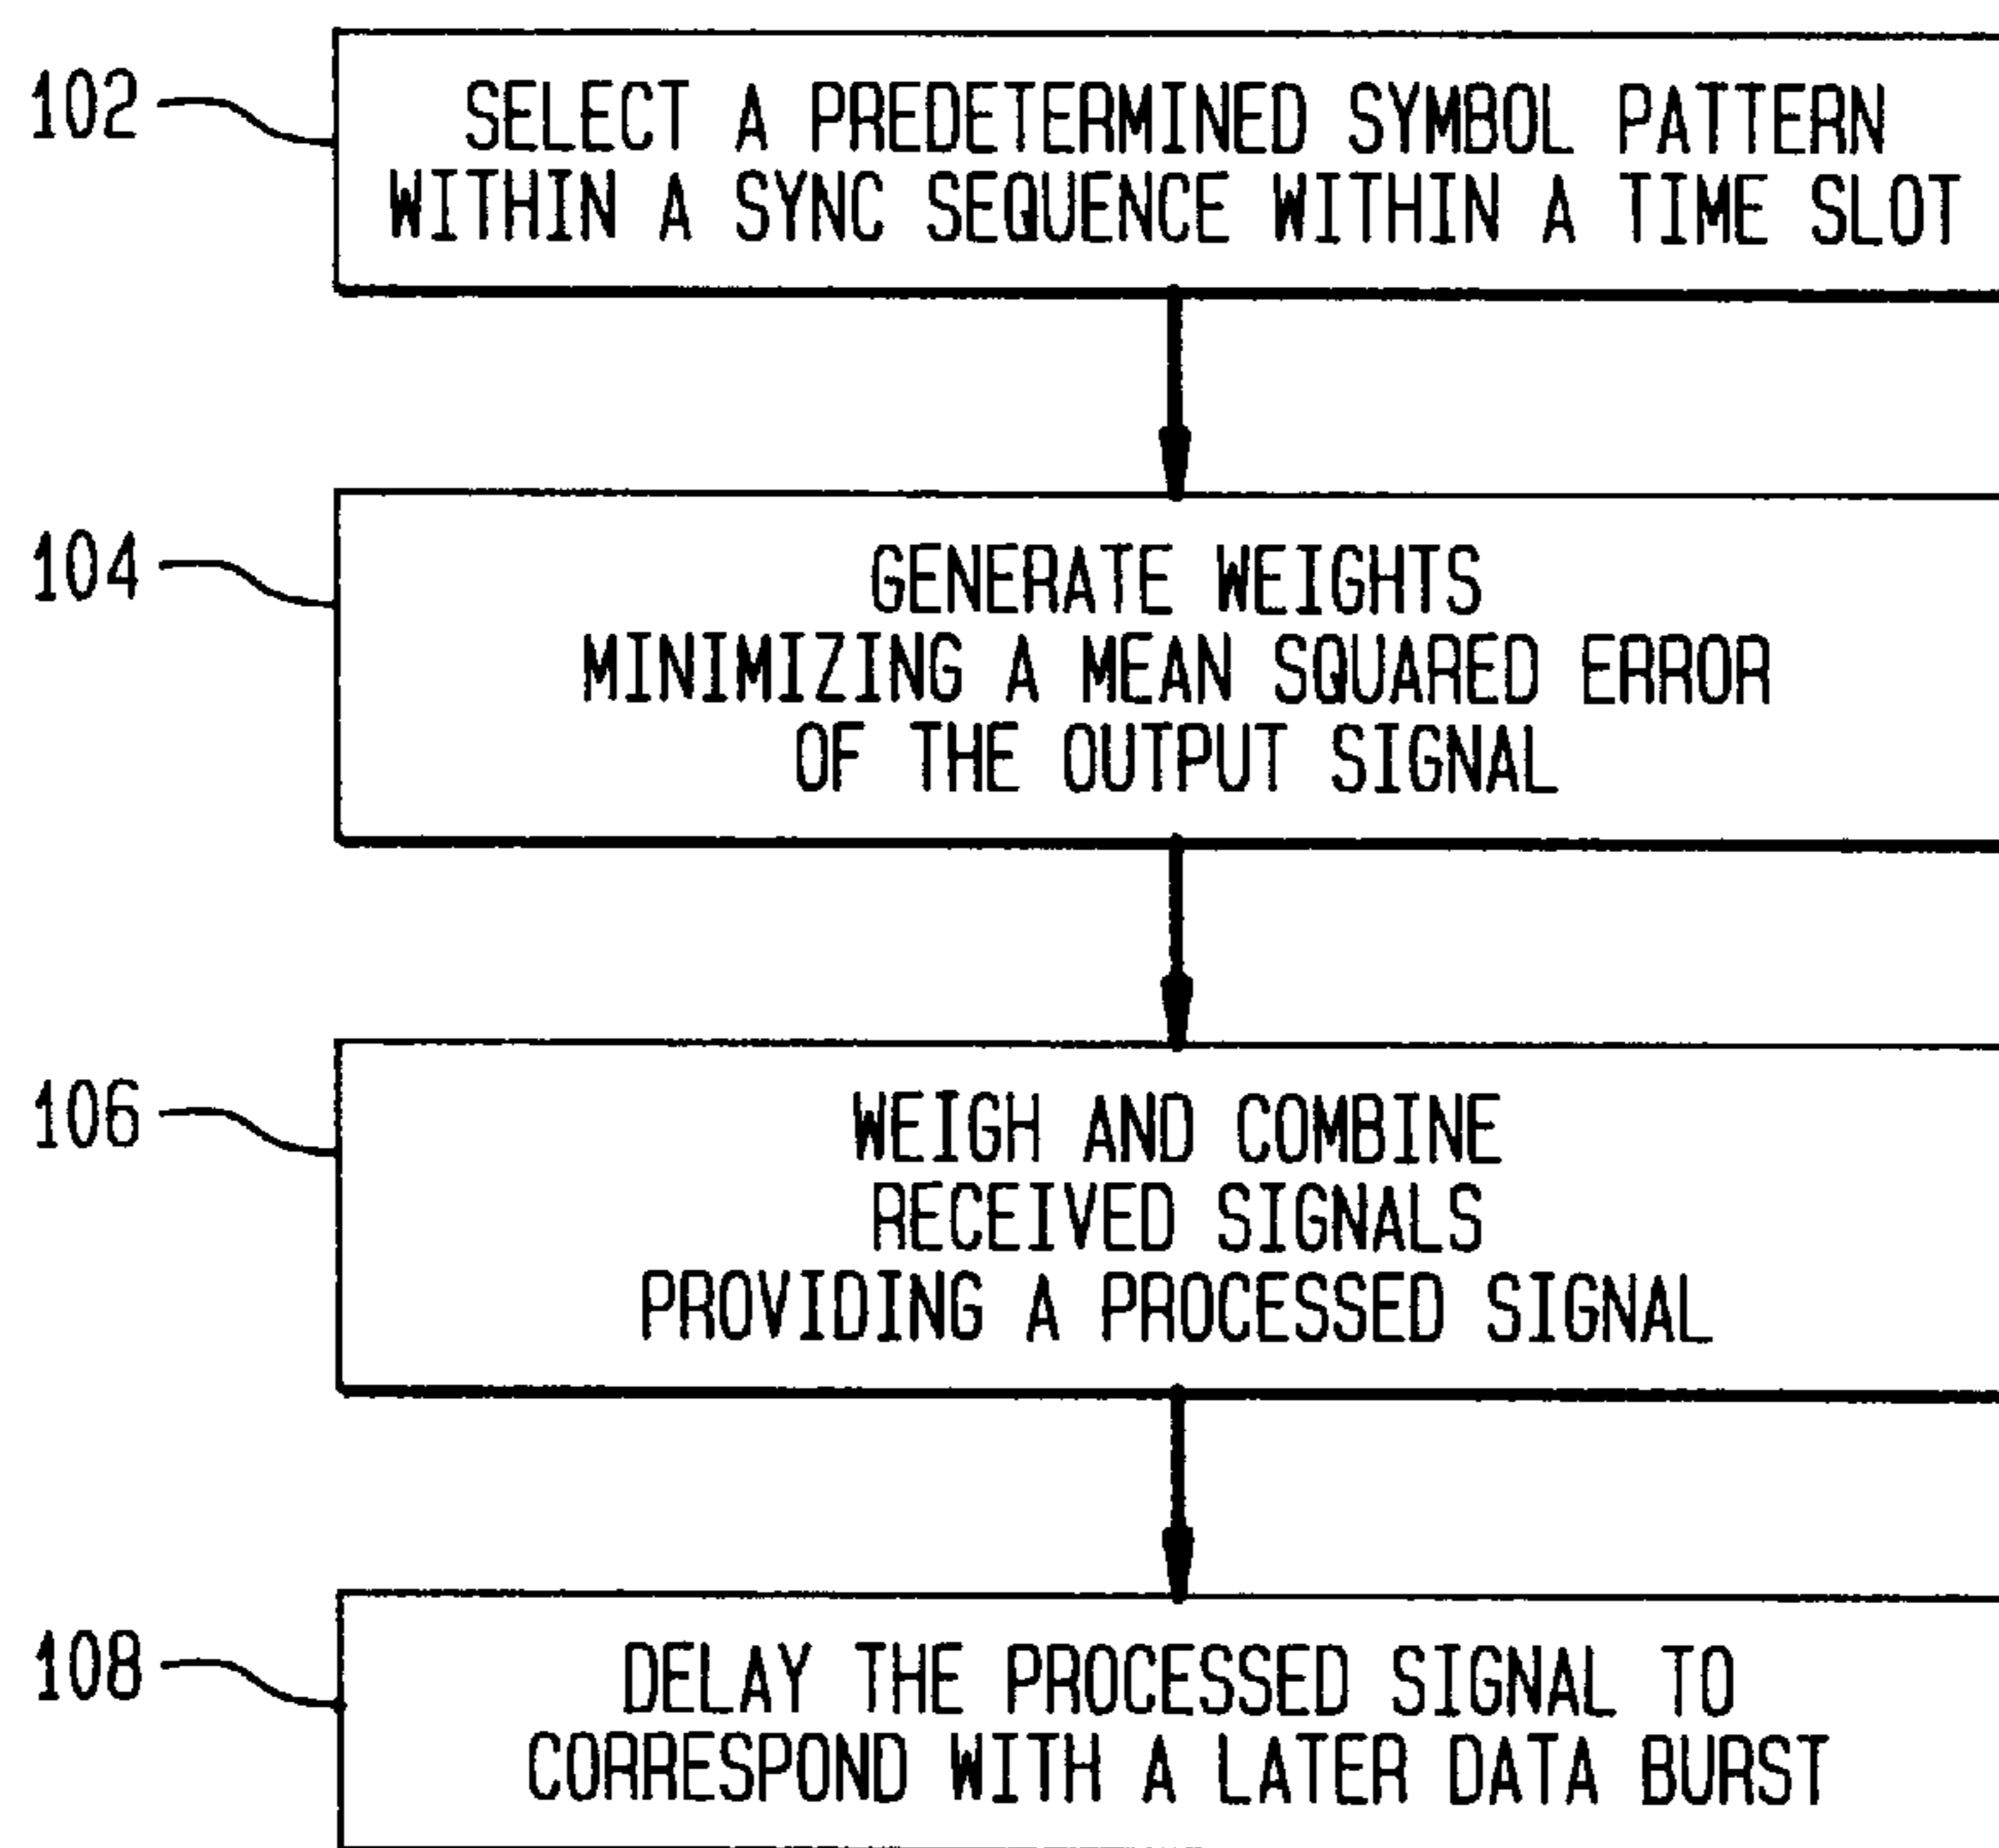 102
SELECT A PREDETERMINED SYMBOL PATTERN
WITHIN A SYNC SEQUENCE WITHIN A TIME SLOT
104
GENERATE WEIGHTS
MINIMIZING A MEAN SQUARED ERROR
OF THE OUTPUT SIGNAL
106
WEIGH AND COMBINE
RECEIVED SIGNALS
PROVIDING A PROCESSED SIGNAL
108
DELAY THE PROCESSED SIGNAL TO
CORRESPOND WITH A LATER DATA BURST